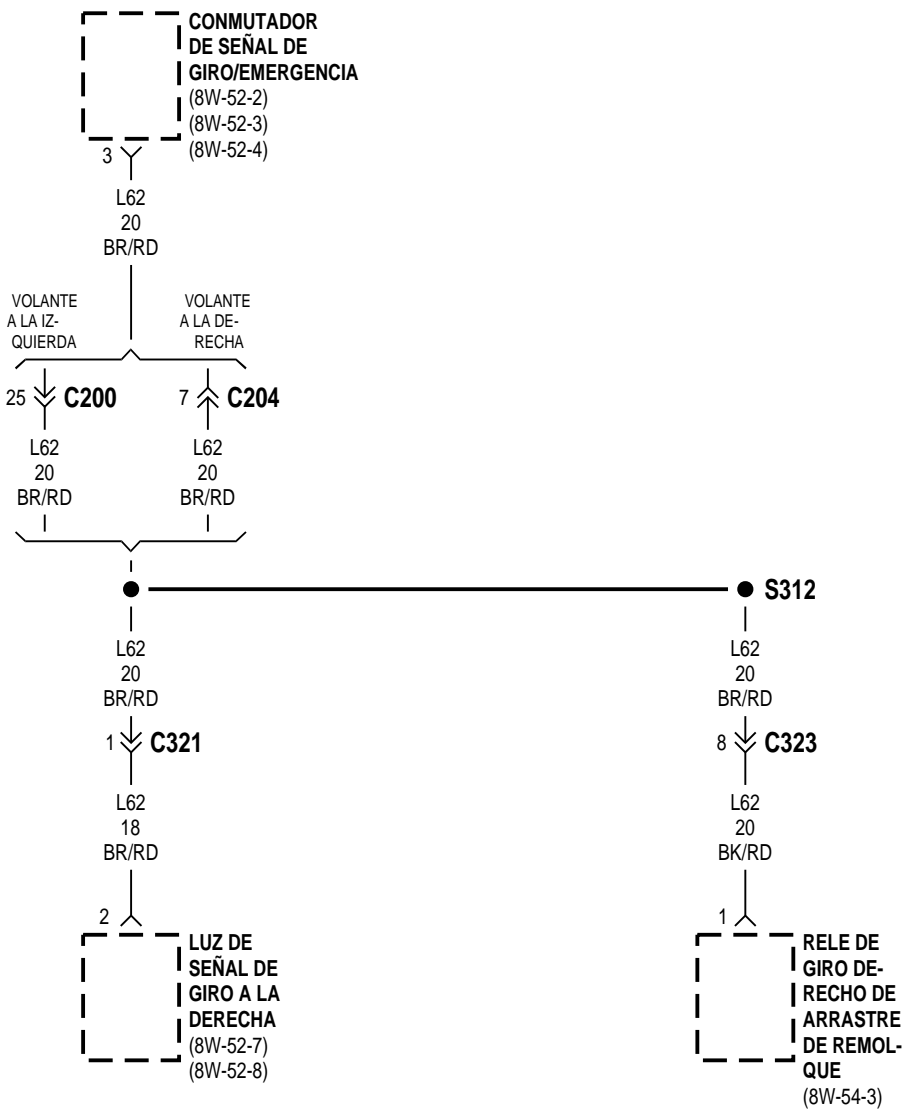 CONMUTADOR
DE SEÑAL DE
GIRO/EMERGENCIA
(8W-52-2)
(8W-52-3)
(8W-52-4)
3
L62
20
BR/RD
VOLANTE
A LA IZ-
QUIERDA
VOLANTE
A LA DE-
RECHA
25 C200
7 C204
L62
20
BR/RD
L62
20
BR/RD
S312
L62
20
BR/RD
L62
20
BR/RD
1 C321
8 C323
L62
18
BR/RD
L62
20
BK/RD
2
LUZ DE
SEÑAL DE
GIRO A LA
DERECHA
(8W-52-7)
(8W-52-8)
1
RELE DE
GIRO DE-
RECHO DE
ARRASTRE
DE REMOL-
QUE
(8W-54-3)